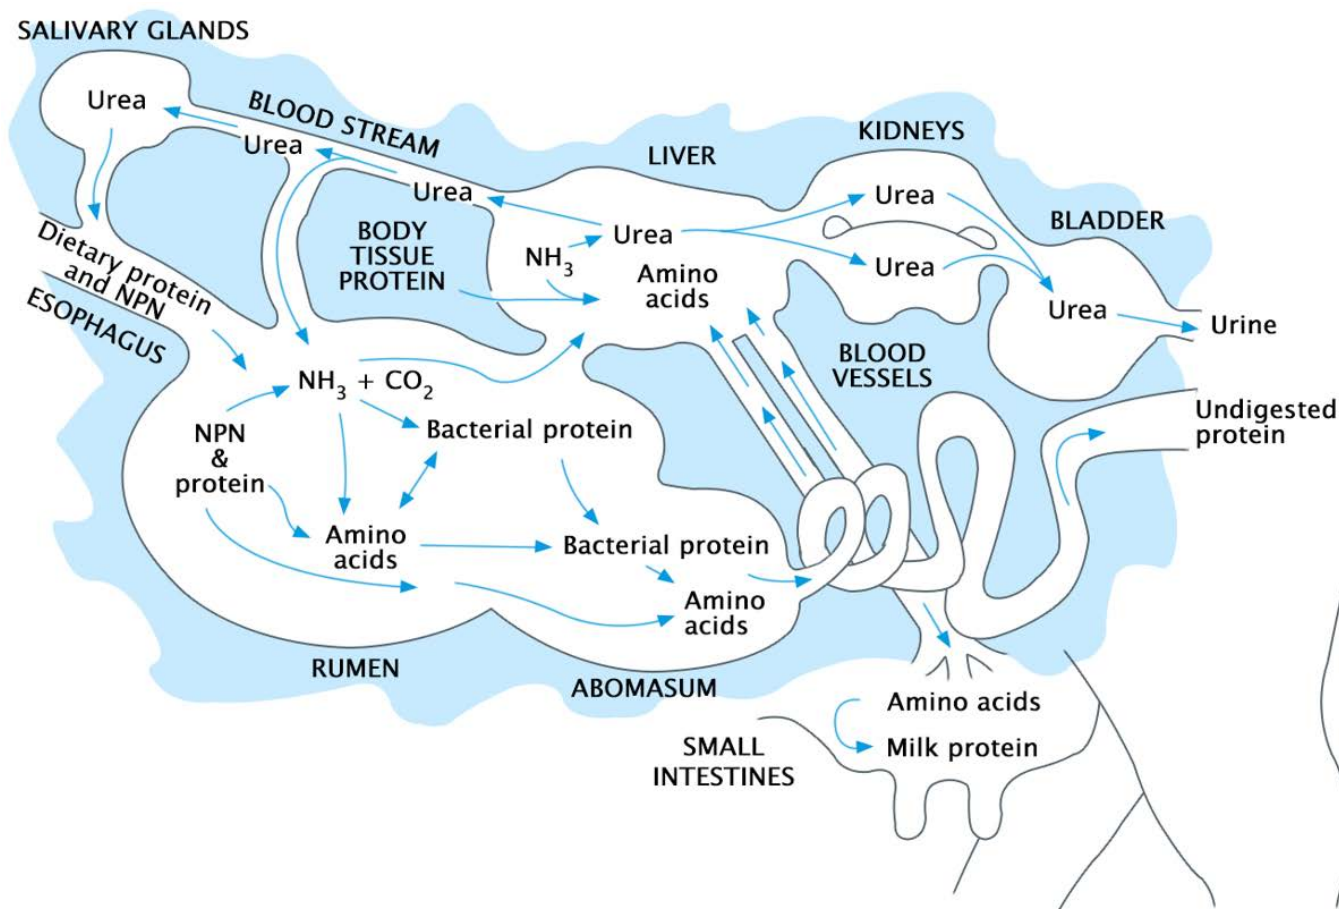 SALIVARY GLANDS
Urea
BLOOD STREAM
Urea
Urea
LIVER
KIDNEYS
Urea
Urea
BLADDER
Urea
Urine
BODY
TISSUE
PROTEIN
NH3
Urea
Amino
acids
BLOOD
VESSELS
Dietary protein
and NPN
ESOPHAGUS
NH3 + CO2
NPN
&
protein
Bacterial protein
Amino
acids
Bacterial protein
Amino
acids
Undigested
protein
RUMEN
ABOMASUM
SMALL
INTESTINES
Amino acids
Milk protein